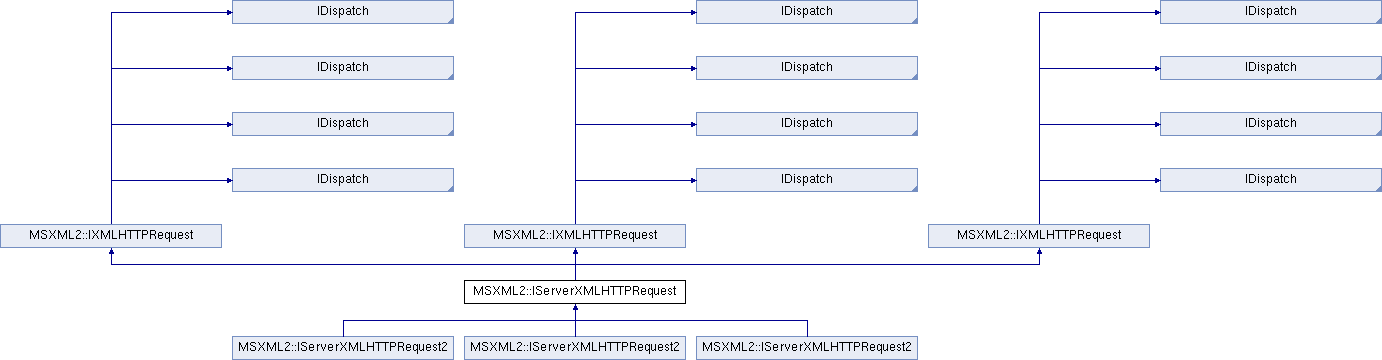 IDispatch
IDispatch
IDispatch
IDispatch
IDispatch
IDispatch
IDispatch
IDispatch
IDispatch
IDispatch
IDispatch
IDispatch
MSXML2::IXMLHTTPRequest
MSXML2::IXMLHTTPRequest
MSXML2::IXMLHTTPRequest
MSXML2::IServerXMLHTTPRequest
MSXML2::IServerXMLHTTPRequest2
MSXML2::IServerXMLHTTPRequest2
MSXML2::IServerXMLHTTPRequest2